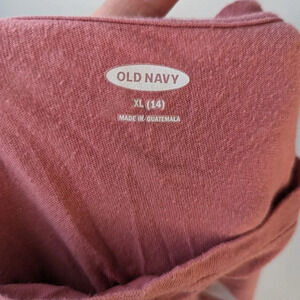 OLD NAVY
XL (14)
MADE IN GUATEMALA